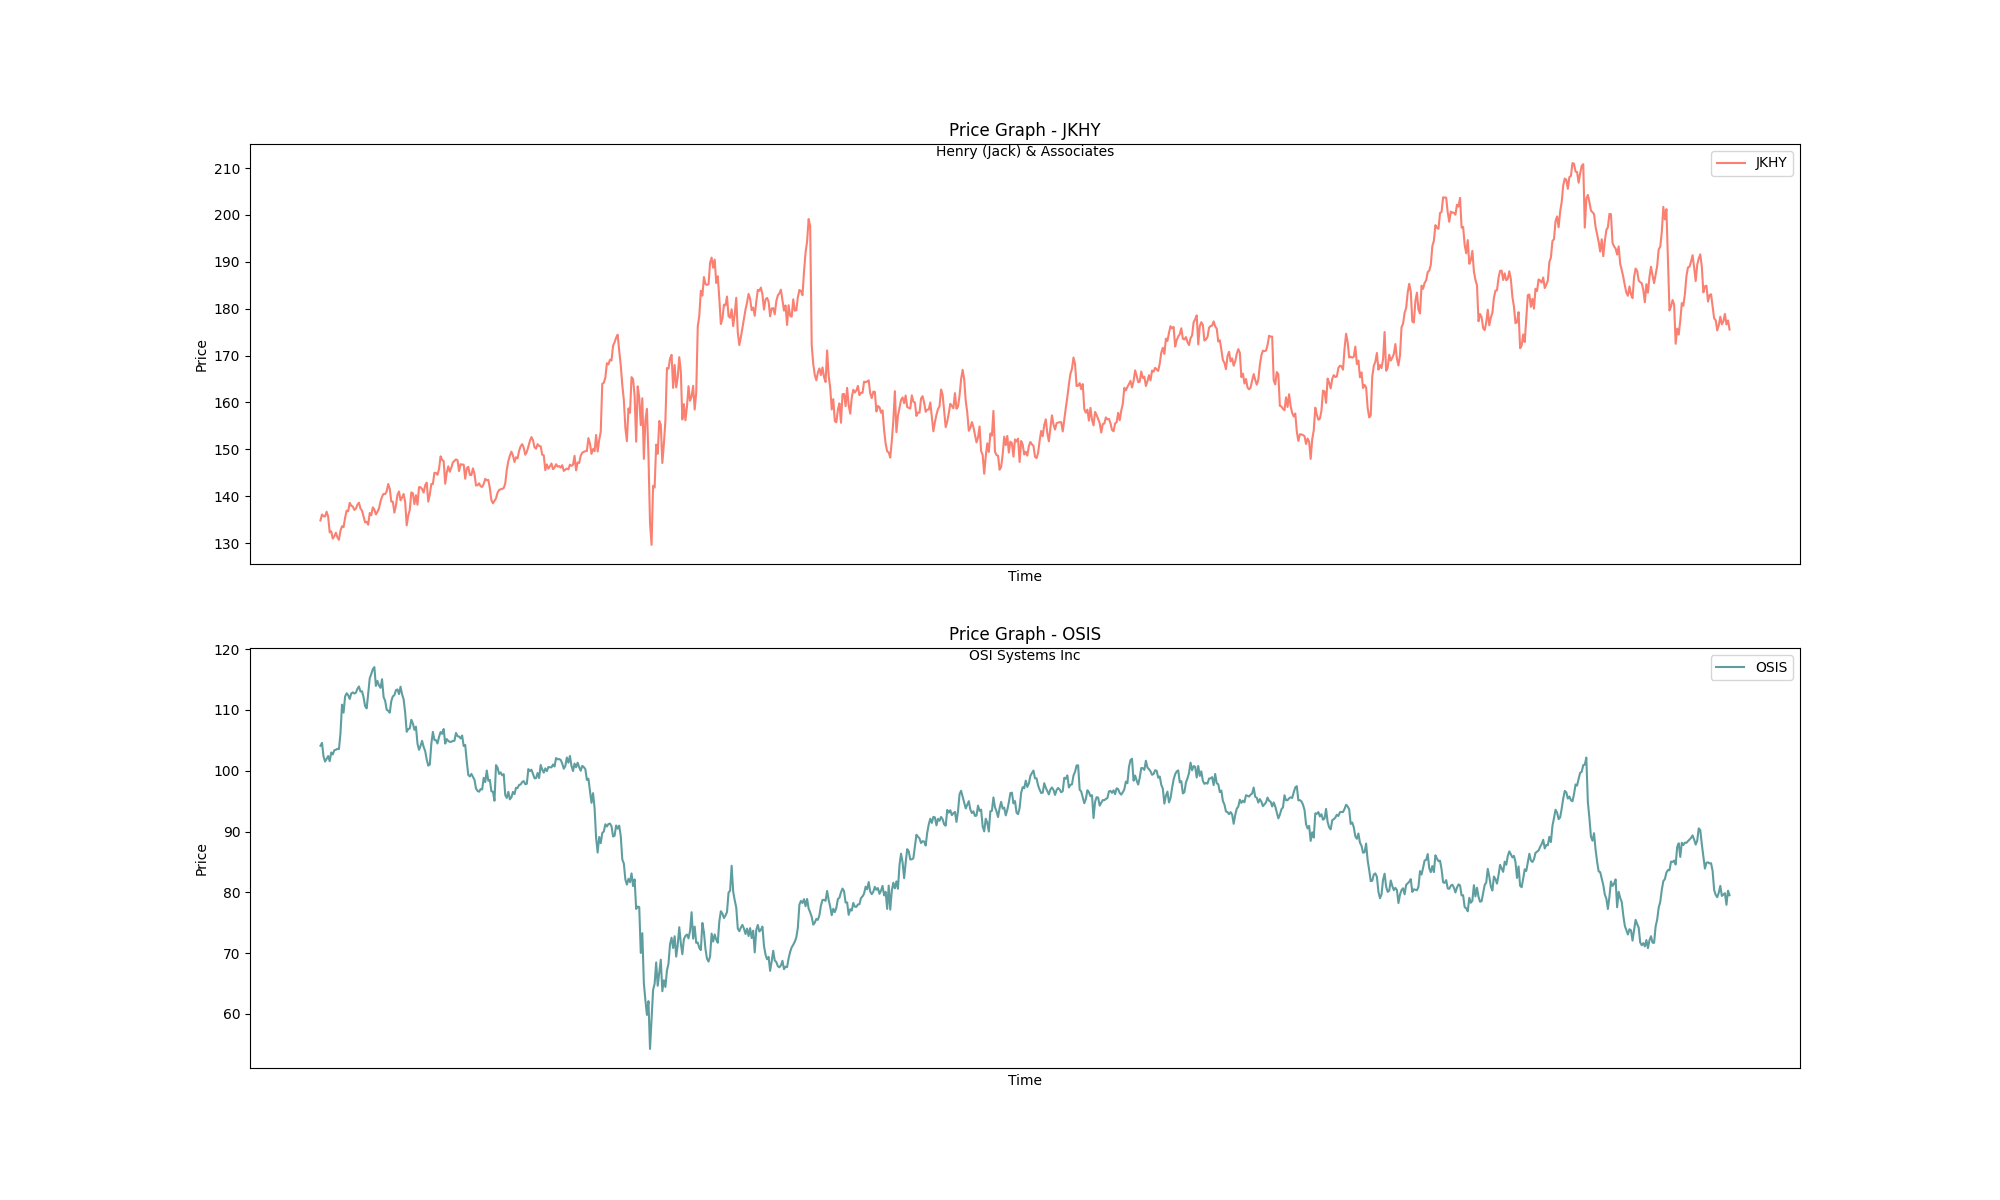 Price Graph - JKHY
Henry (Jack) & Associates
JKHY
210
200
190
180
170
160
150
140
130
Price
Time
Price Graph - OSIS
OSI Systems Inc
OSIS
120
110
100
90
80
70
60
Price
Time